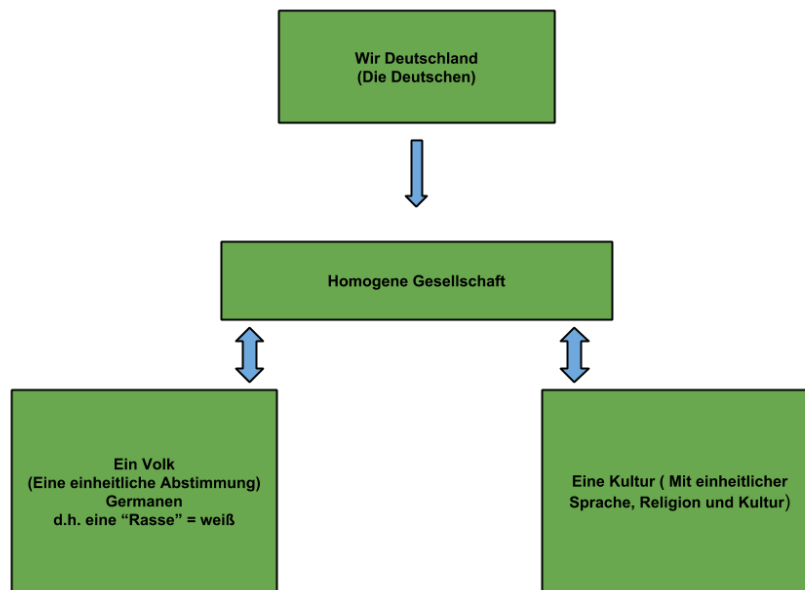 Wir Deutschland
(Die Deutschen)
Homogene Gesellschaft
Ein Volk
(Eine einheitliche Abstimmung)
Germanen
d.h. eine “Rasse” = weiß
Eine Kultur ( Mit einheitlicher
Sprache, Religion und Kultur)